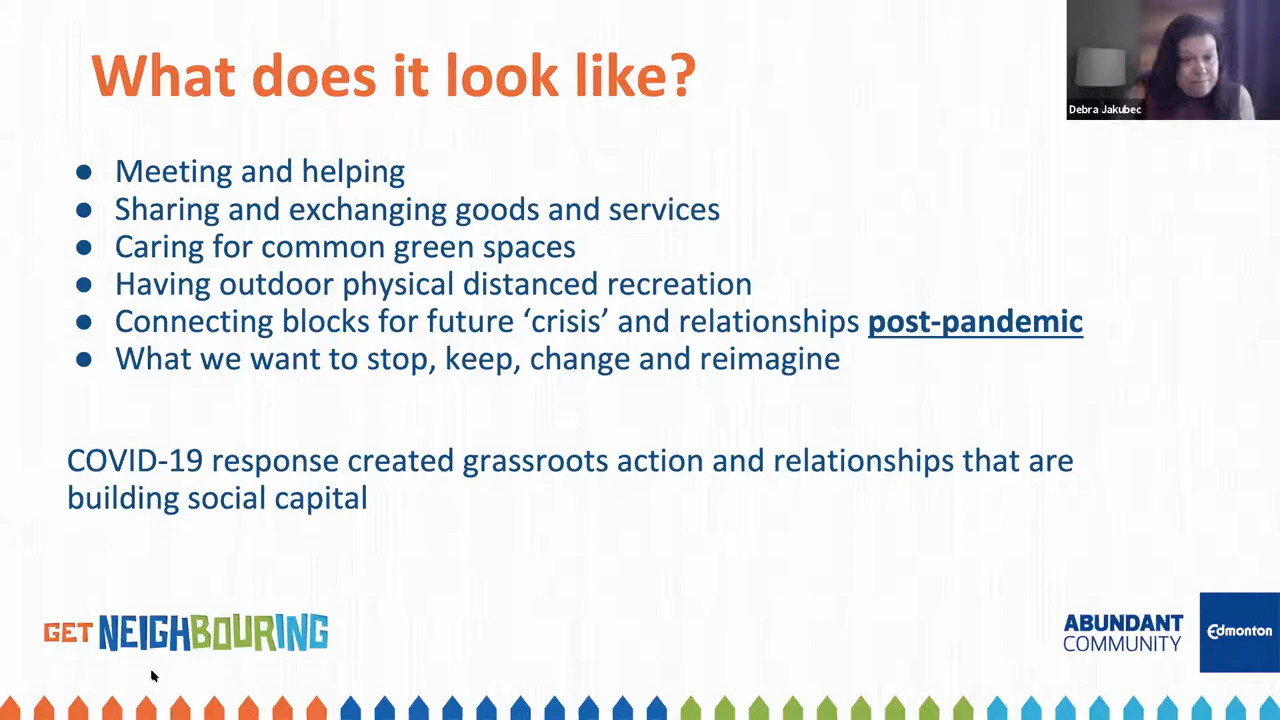 What does it look like?
Debra Jakubec
● Meeting and helping
● Sharing and exchanging goods and services
● Caring for common green spaces
● Having outdoor physical distanced recreation
● Connecting blocks for future ‘crisis’ and relationships post-pandemic
● What we want to stop, keep, change and reimagine
COVID-19 response created grassroots action and relationships that are
building social capital
GET NEIGHBOURING
ABUNDANT
COMMUNITY
Edmonton